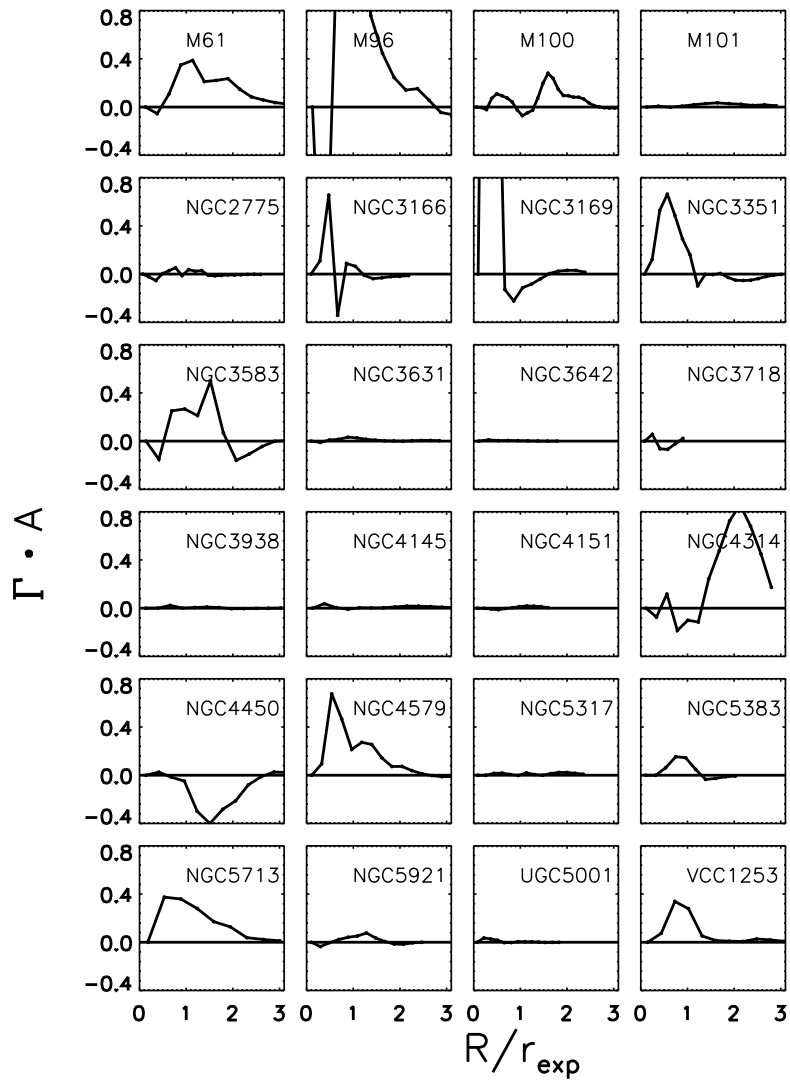 0.8 M61 M96 M100 M101
0.4
0.0
−0.4
0.8 NGC2775 NGC3166 NGC3169 NGC3351
0.4
0.0
−0.4
0.8 NGC3583 NGC3631 NGC3642 NGC3718
0.4
0.0
−0.4
0.8 NGC3938 NGC4145 NGC4151 NGC4314
0.4
0.0
−0.4
0.8 NGC4450 NGC4579 NGC5317 NGC5383
0.4
0.0
−0.4
0.8 NGC5713 NGC5921 UGC5001 VCC1253
0.4
0.0
−0.4
0 1 2 3 0 1 2 3 0 1 2 3 0 1 2 3
Γ • A
R/r_exp